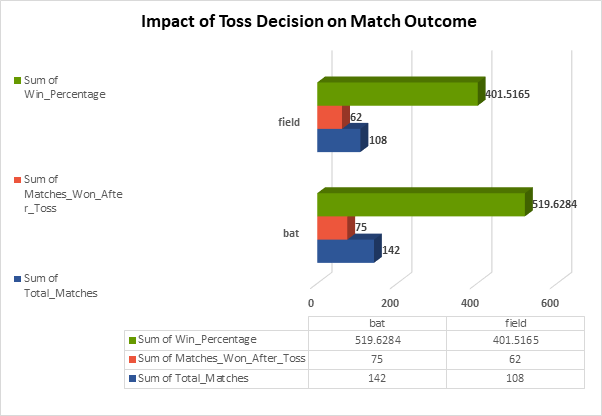 Impact of Toss Decision on Match Outcome
Sum of
Win_Percentage
Sum of
Matches_Won_Afte
r_Toss
Sum of
Total_Matches
field
401.5165
62
108
bat
519.6284
75
142
0 200 400 600
bat field
Sum of Win_Percentage 519.6284 401.5165
Sum of Matches_Won_After_Toss 75 62
Sum of Total_Matches 142 108